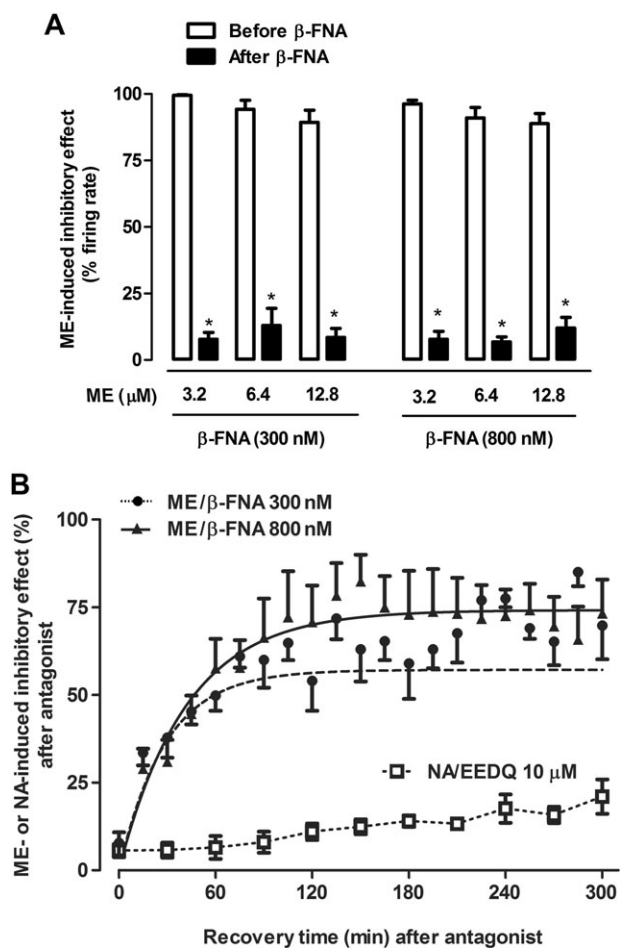 A
Before β-FNA
After β-FNA
ME-induced inhibitory effect
(% firing rate)
100
75
50
25
0
* * * * * *
ME (μM) 3.2 6.4 12.8 3.2 6.4 12.8
β-FNA (300 nM) β-FNA (800 nM)
B
ME/β-FNA 300 nM
ME/β-FNA 800 nM
ME- or NA-induced inhibitory effect (%)
after antagonist
100
75
50
25
0
NA/EEDQ 10 μM
0 60 120 180 240 300
Recovery time (min) after antagonist